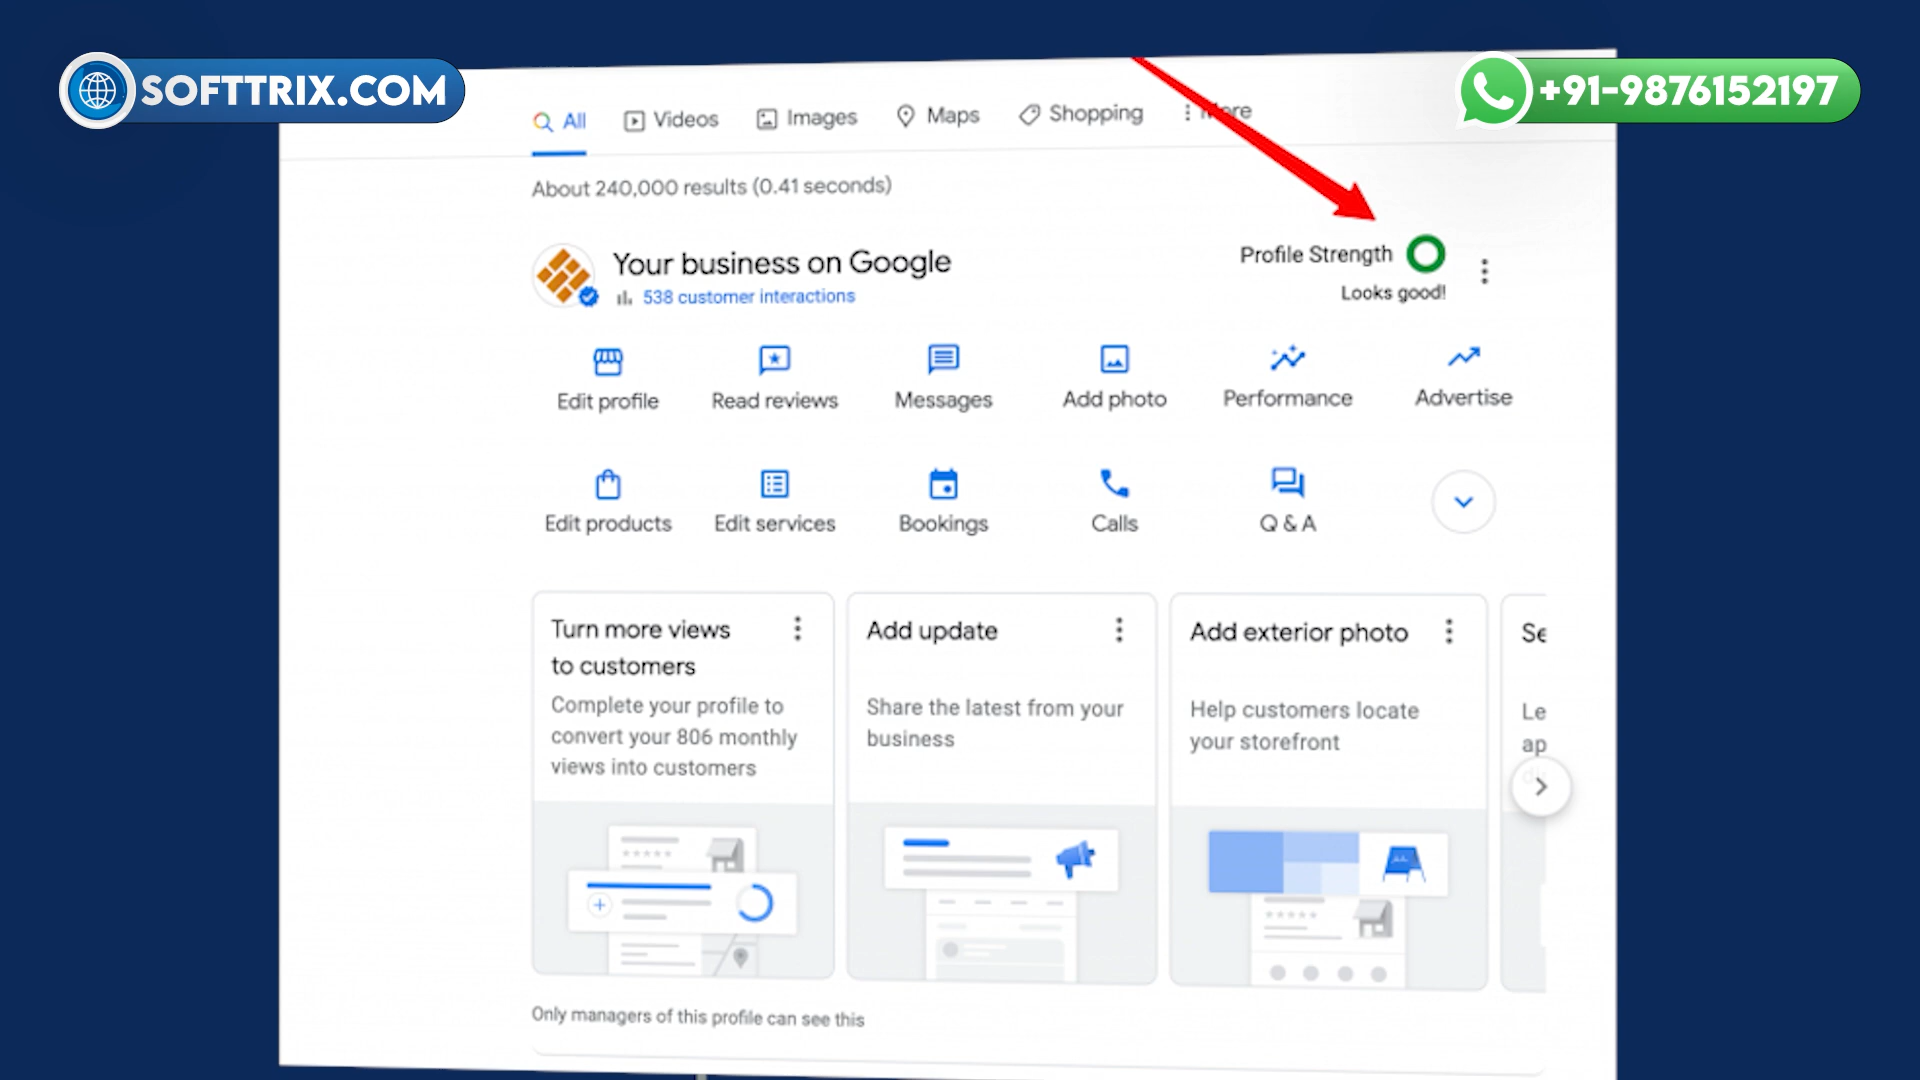 SOFTTRIX.COM
+91-9876152197
All Videos Images Maps Shopping
About 240,000 results (0.41 seconds)
Your business on Google
538 customer interactions
Profile Strength
Looks good!
Edit profile Read reviews Messages Add photo Performance Advertise
Edit products Edit services Bookings Calls Q & A
Turn more views
to customers
Complete your profile to
convert your 806 monthly
views into customers
Add update
Share the latest from your
business
Add exterior photo
Help customers locate
your storefront
Se
Le
ap
Only managers of this profile can see this